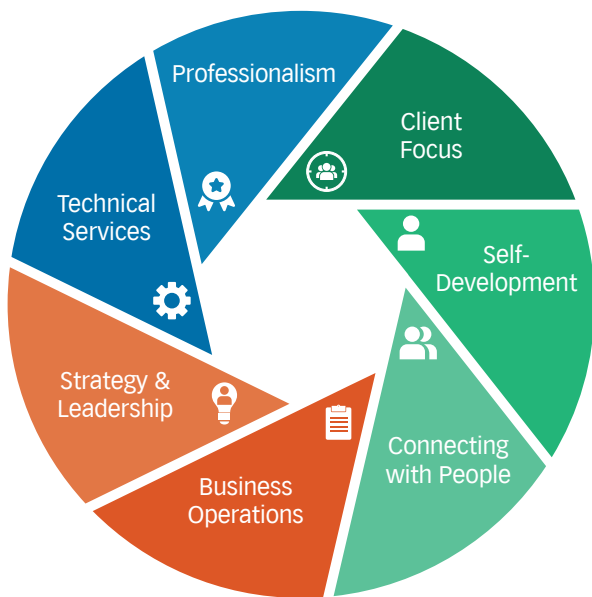 Professionalism
Client
Focus
Self-
Development
Connecting
with People
Business
Operations
Strategy &
Leadership
Technical
Services